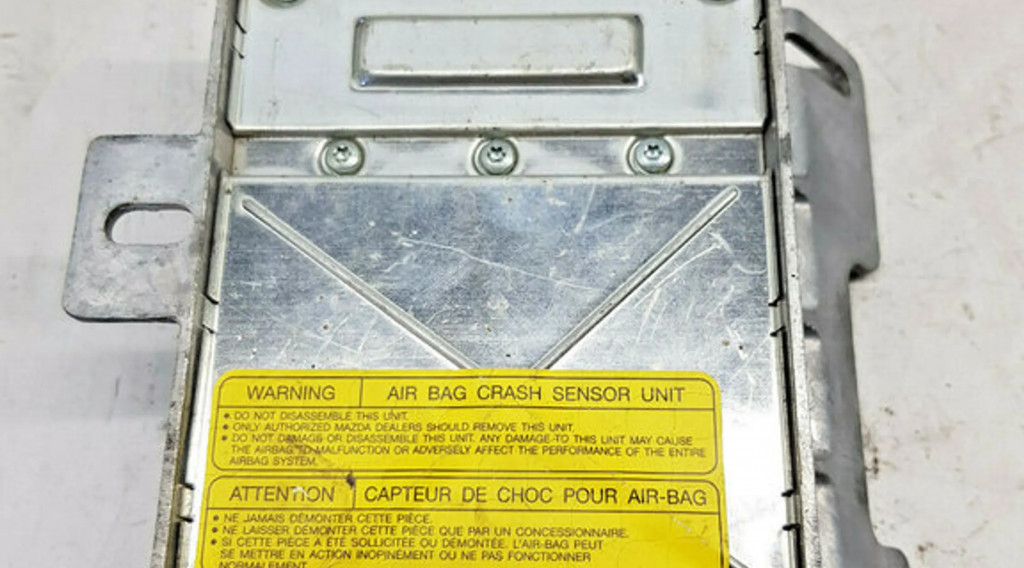 WARNING AIR BAG CRASH SENSOR UNIT
• DO NOT DISASSEMBLE THIS UNIT.
• ONLY AUTHORIZED MAZDA DEALERS SHOULD REMOVE THIS UNIT.
• DO NOT DAMAGE OR DISASSEMBLE THIS UNIT. ANY DAMAGE TO THIS UNIT MAY CAUSE
THE AIRBAG TO MALFUNCTION OR ADVERSELY AFFECT THE PERFORMANCE OF THE ENTIRE
AIRBAG SYSTEM.
ATTENTION CAPTEUR DE CHOC POUR AIR-BAG
• NE JAMAIS DÉMONTER CETTE PIÈCE.
• NE LAISSER DÉMONTER CETTE PIÈCE QUE PAR UN CONCESSIONNAIRE.
• SI CETTE PIÈCE A ÉTÉ SOLLICITÉE OU DÉMONTÉE. L'AIR-BAG PEUT
SE METTRE EN ACTION INOPINÉMENT OU NE PAS FONCTIONNER
NORMALEMENT.